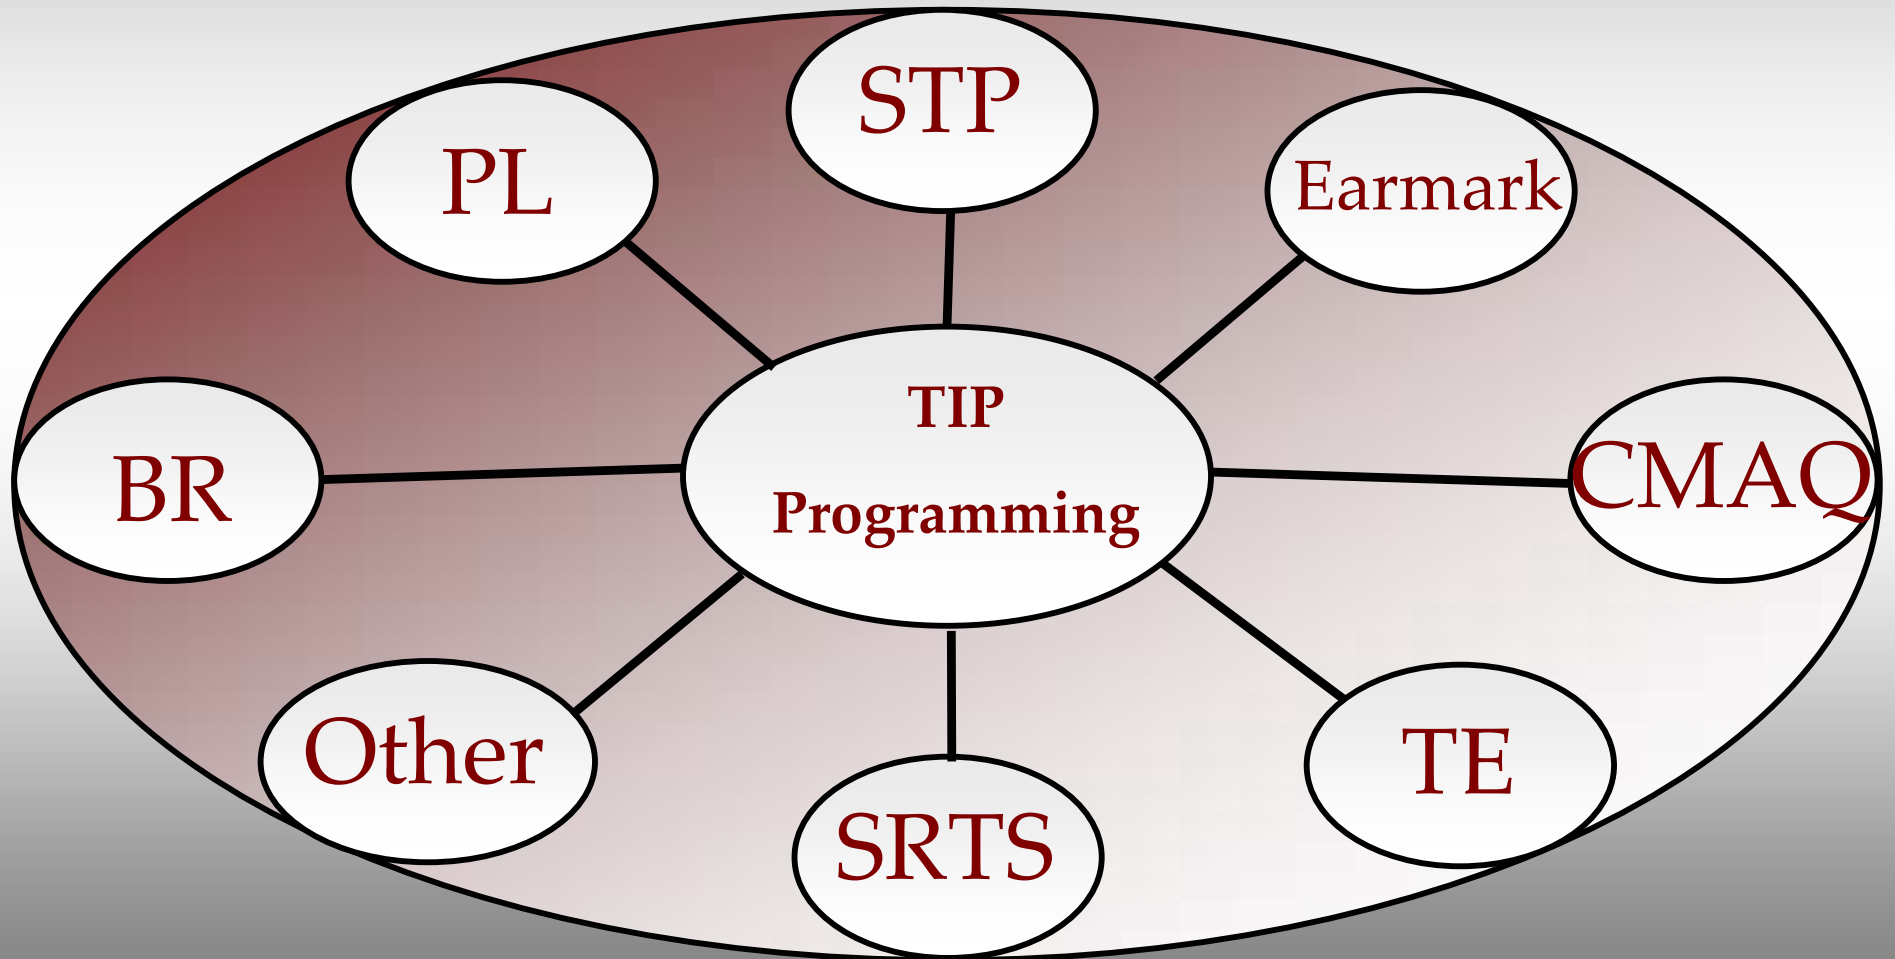 STP
PL
Earmark
TIP
Programming
BR
CMAQ
Other
TE
SRTS